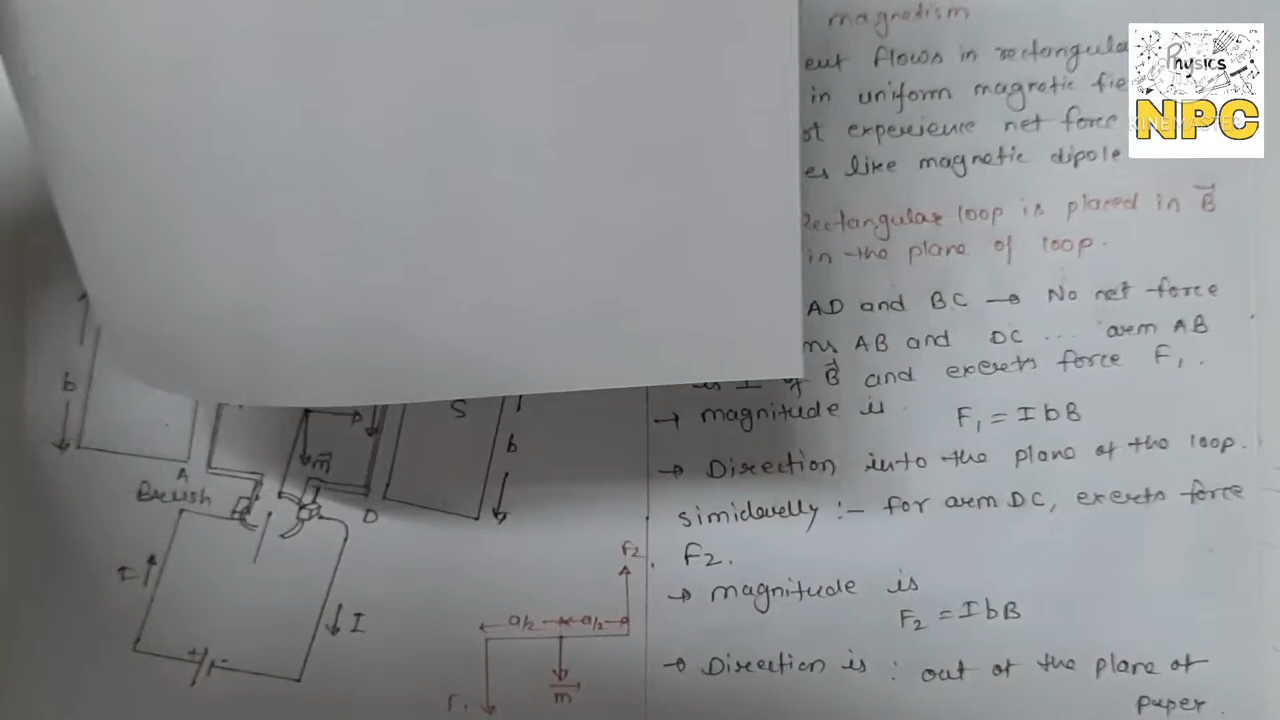 magnetism
flows in rectangular
in uniform magnetic
experience net force
like magnetic dipole
Rectangular loop is placed in B⃗
in the plane of loop.
AD and BC → No net force
AB and DC ... arm AB
B⃗ and exerts force F₁.
→ magnitude is F₁ = IbB
→ Direction into the plane of the loop.
simidarelly :- for arm DC, exerts force
F₂.
→ magnitude is
F₂ = IbB
→ Direction is : out of the plane of
paper.
b
S
b
m⃗
A
Brush
D
I
I
+ -
F₂
a/2 a/2
F₁
m⃗
Physics
NPC
KINEMASTER